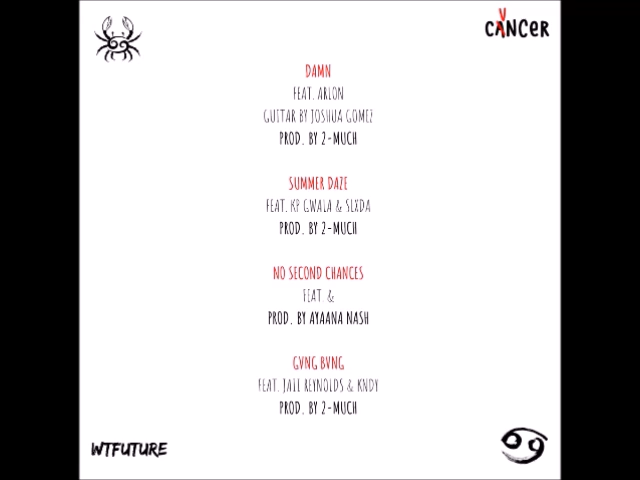 CANCER
V
DAMN
FEAT. ARLON
GUITAR BY JOSHUA GOMEZ
PROD. BY 2-MUCH
SUMMER DAZE
FEAT. KP GWALA & SLXDA
PROD. BY 2-MUCH
NO SECOND CHANCES
FEAT &
PROD. BY AYAANA NASH
GVNG BVNG
FEAT. JAII REYNOLDS & KNDY
PROD. BY 2-MUCH
WTFUTURE